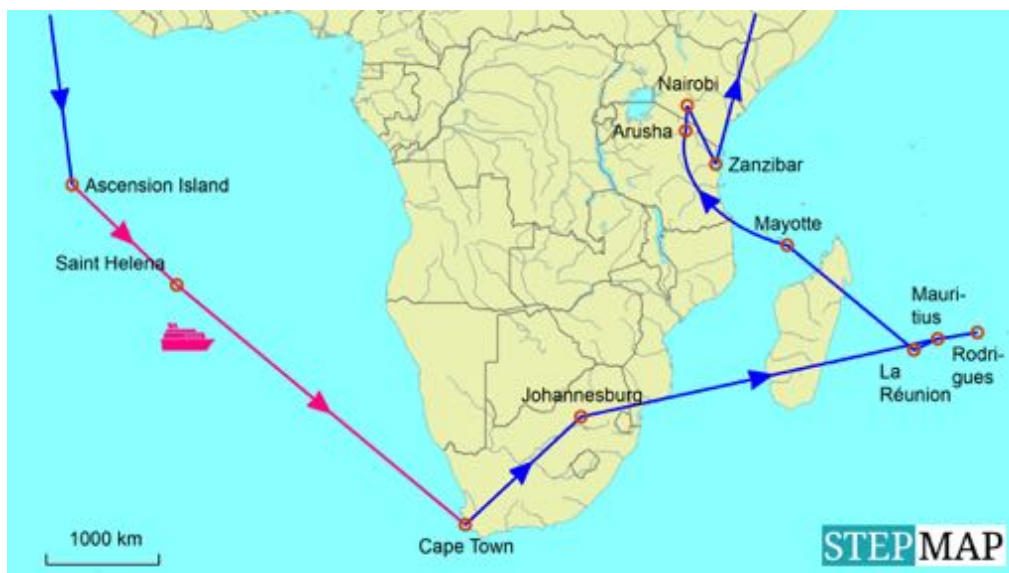 Nairobi
Arusha
Zanzibar
Ascension Island
Mayotte
Saint Helena
Mauri-
tius
Rodri-
gues
La
Réunion
Johannesburg
Cape Town
1000 km
STEPMAP